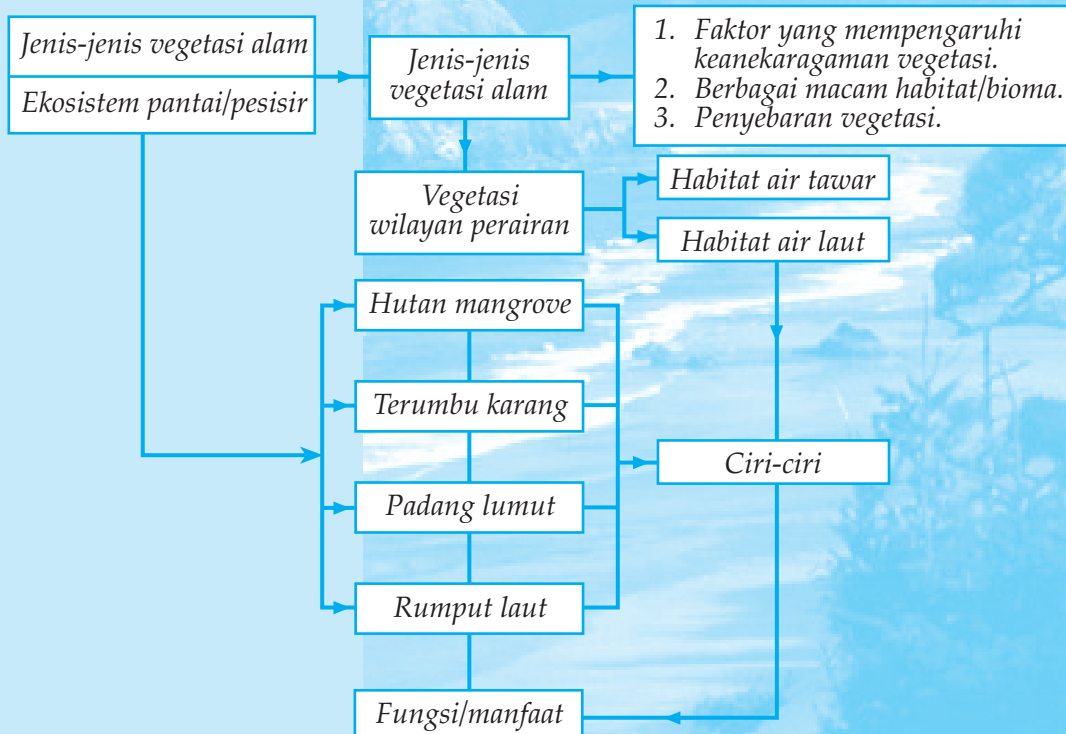 Jenis-jenis vegetasi alam
Ekosistem pantai/pesisir
Jenis-jenis
vegetasi alam
1. Faktor yang mempengaruhi
keanekaragaman vegetasi.
2. Berbagai macam habitat/bioma.
3. Penyebaran vegetasi.
Vegetasi
wilayan perairan
Habitat air tawar
Habitat air laut
Hutan mangrove
Terumbu karang
Padang lumut
Rumput laut
Ciri-ciri
Fungsi/manfaat